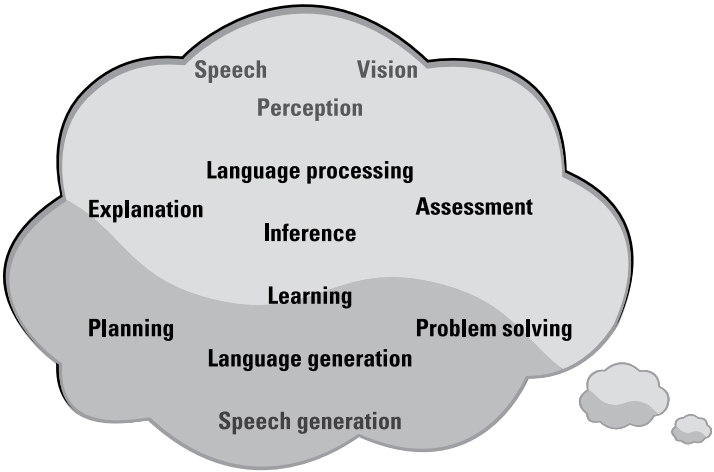 Speech Vision
Perception
Language processing
Explanation Assessment
Inference
Learning
Planning Problem solving
Language generation
Speech generation